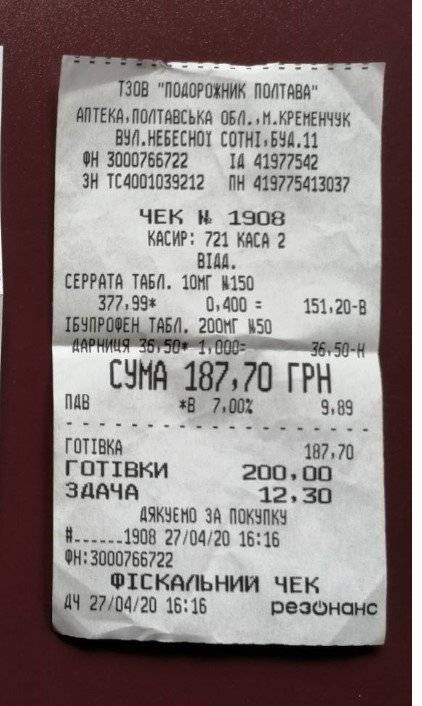 ТЗОВ "ПОДОРОЖНИК ПОЛТАВА"
АПТЕКА,ПОЛТАВСЬКА ОБЛ.,М.КРЕМЕНЧУК
ВУЛ.НЕБЕСНОЇ СОТНІ,БУД.11
ФН 3000766722 ІД 41977542
ЗН ТС4001039212 ПН 419775413037
ЧЕК № 1908
КАСИР: 721 КАСА 2
ВІДД.
СЕРРАТА ТАБЛ. 10МГ №150
377,99* 0,400 = 151,20-В
ІБУПРОФЕН ТАБЛ. 200МГ №50
ДАРНИЦЯ 36,50* 1,000= 36,50-Н
СУМА 187,70 ГРН
ПДВ *В 7,00% 9,89
ГОТІВКА 187,70
ГОТІВКИ 200,00
ЗДАЧА 12,30
ДЯКУЄМО ЗА ПОКУПКУ
#......1908 27/04/20 16:16
ФН:3000766722
ФІСКАЛЬНИЙ ЧЕК
ДЧ 27/04/20 16:16 резонанс